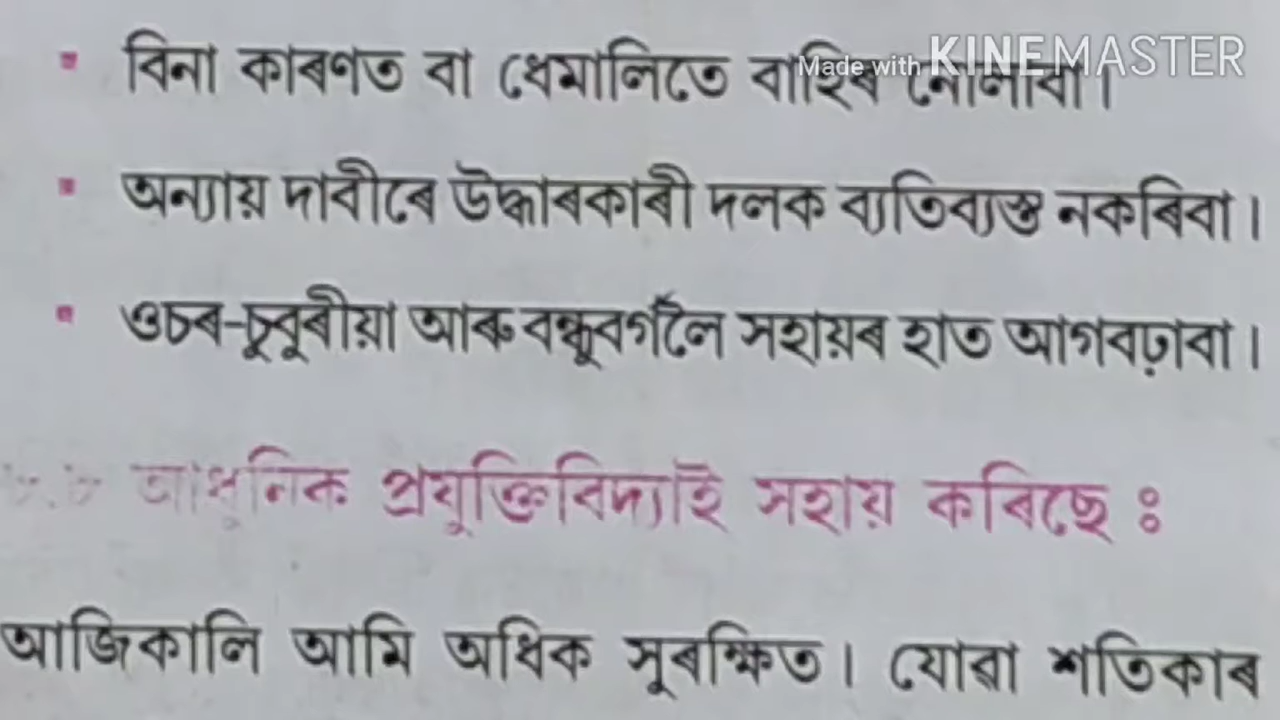 Made with KINEMASTER
▪ বিনা কাৰণত বা ধেমালিতে বাহিৰ নোলাবা।
▪ অন্যায় দাবীৰে উদ্ধাৰকাৰী দলক ব্যতিব্যস্ত নকৰিবা।
▪ ওচৰ-চুবুৰীয়া আৰু বন্ধুবৰ্গলৈ সহায়ৰ হাত আগবঢ়াবা।
আধুনিক প্ৰযুক্তিবিদ্যাই সহায় কৰিছে ঃ
আজিকালি আমি অধিক সুৰক্ষিত। যোৱা শতিকাৰ